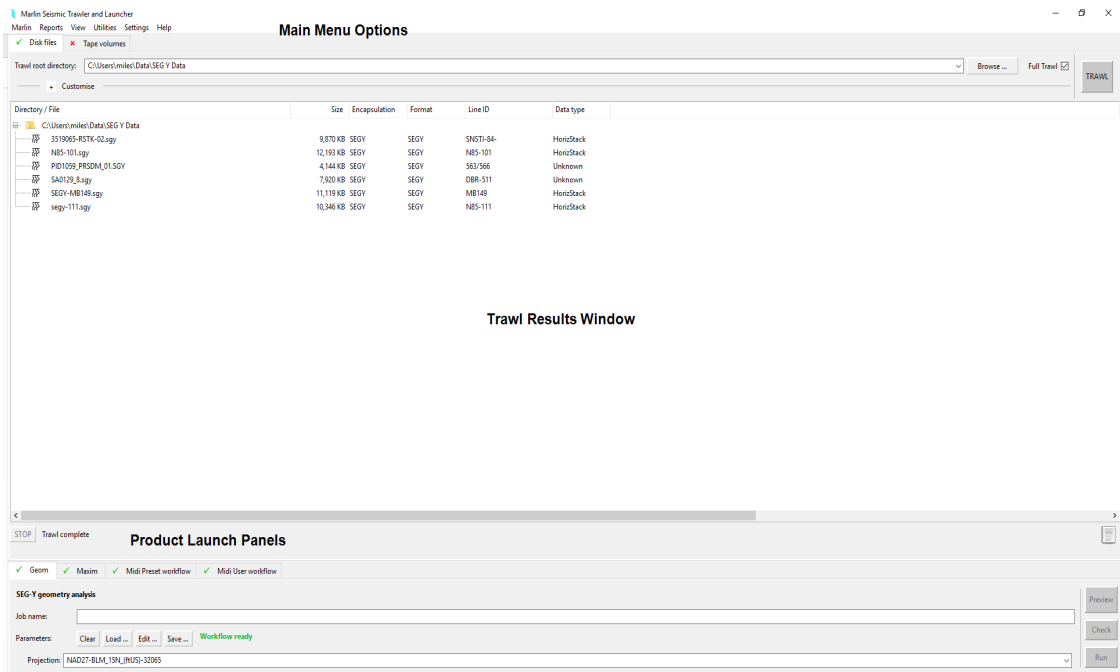 Marlin Seismic Trawler and Launcher
Marlin Reports View Utilities Settings Help
Main Menu Options
Disk files Tape volumes
Trawl root directory: C:\Users\miles\Data\SEG Y Data Browse ... Full Trawl TRAWL
+ Customise
Directory / File Size Encapsulation Format Line ID Data type
C:\Users\miles\Data\SEG Y Data
3519065-RSTK-02.sgy 9,870 KB SEGY SEGY SNSTI-84- HorizStack
N85-101.sgy 12,193 KB SEGY SEGY N85-101 HorizStack
PID1059_PRSDM_01.SGY 4,144 KB SEGY SEGY 563/566 Unknown
SA0129_8.sgy 7,920 KB SEGY SEGY DBR-511 Unknown
SEGY-MB149.sgy 11,119 KB SEGY SEGY MB149 HorizStack
segy-111.sgy 10,346 KB SEGY SEGY N85-111 HorizStack
Trawl Results Window
STOP Trawl complete
Product Launch Panels
Geom Maxim Midi Preset workflow Midi User workflow
SEG-Y geometry analysis
Preview
Job name:
Parameters: Clear Load ... Edit ... Save ... Workflow ready Check
Projection: NAD27-BLM_15N_(ftUS)-32065 Run